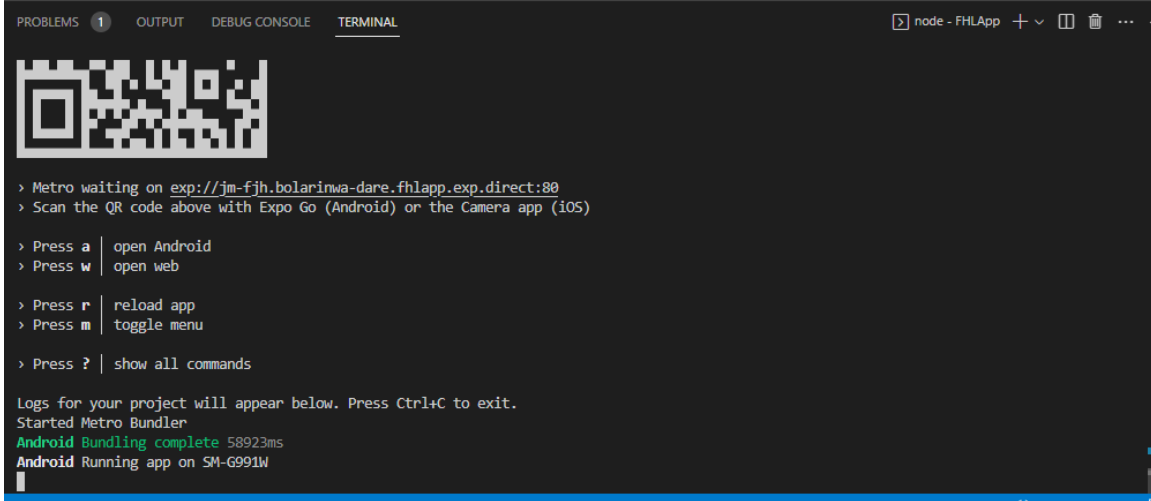 PROBLEMS 1 OUTPUT DEBUG CONSOLE TERMINAL node - FHLApp
› Metro waiting on exp://jm-fjh.bolarinwa-dare.fhlapp.exp.direct:80
› Scan the QR code above with Expo Go (Android) or the Camera app (iOS)
› Press a │ open Android
› Press w │ open web
› Press r │ reload app
› Press m │ toggle menu
› Press ? │ show all commands
Logs for your project will appear below. Press Ctrl+C to exit.
Started Metro Bundler
Android Bundling complete 58923ms
Android Running app on SM-G991W